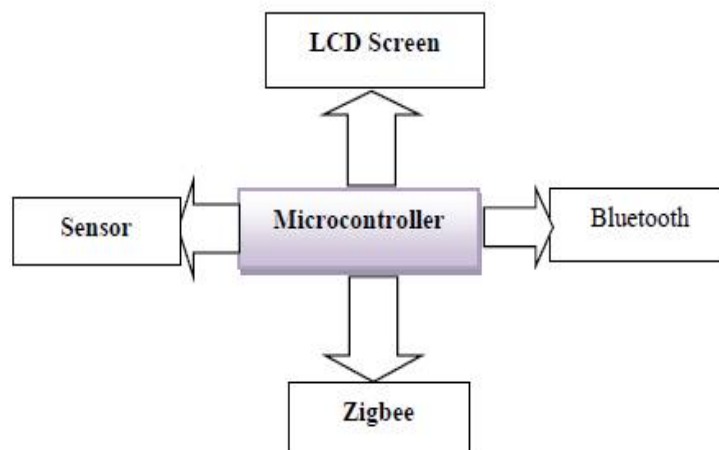 LCD Screen
Sensor
Microcontroller
Bluetooth
Zigbee